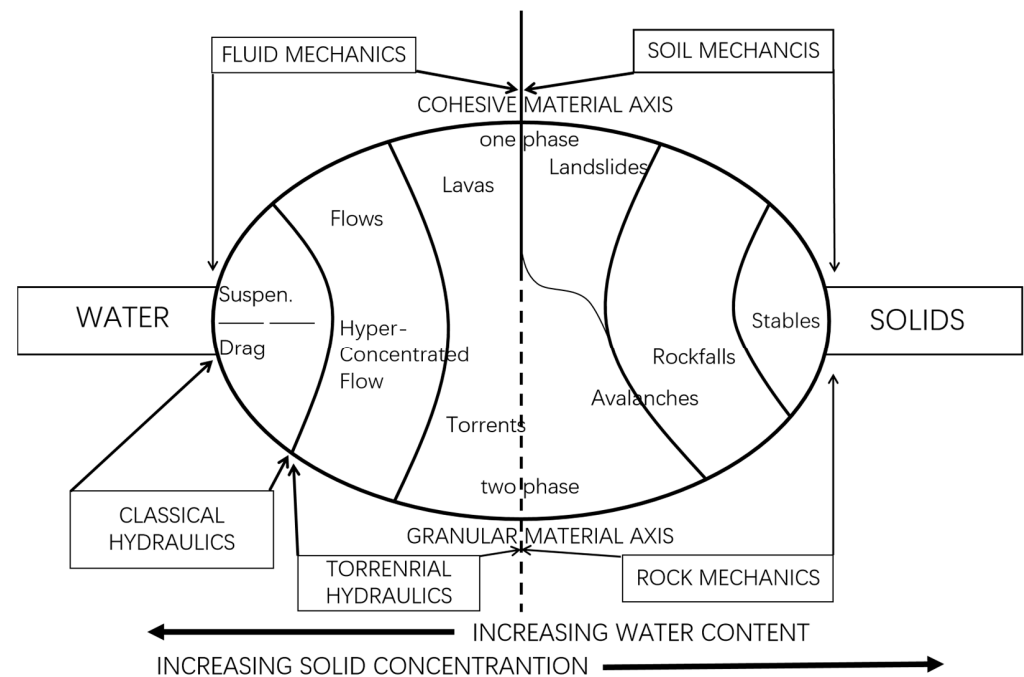 FLUID MECHANICS
SOIL MECHANCIS
COHESIVE MATERIAL AXIS
one phase
Landslides
Lavas
Flows
Suspen.
Drag
WATER
Hyper-
Concentrated
Flow
Stables
SOLIDS
Rockfalls
Avalanches
Torrents
two phase
CLASSICAL
HYDRAULICS
GRANULAR MATERIAL AXIS
TORRENRIAL
HYDRAULICS
ROCK MECHANICS
INCREASING WATER CONTENT
INCREASING SOLID CONCENTRANTION